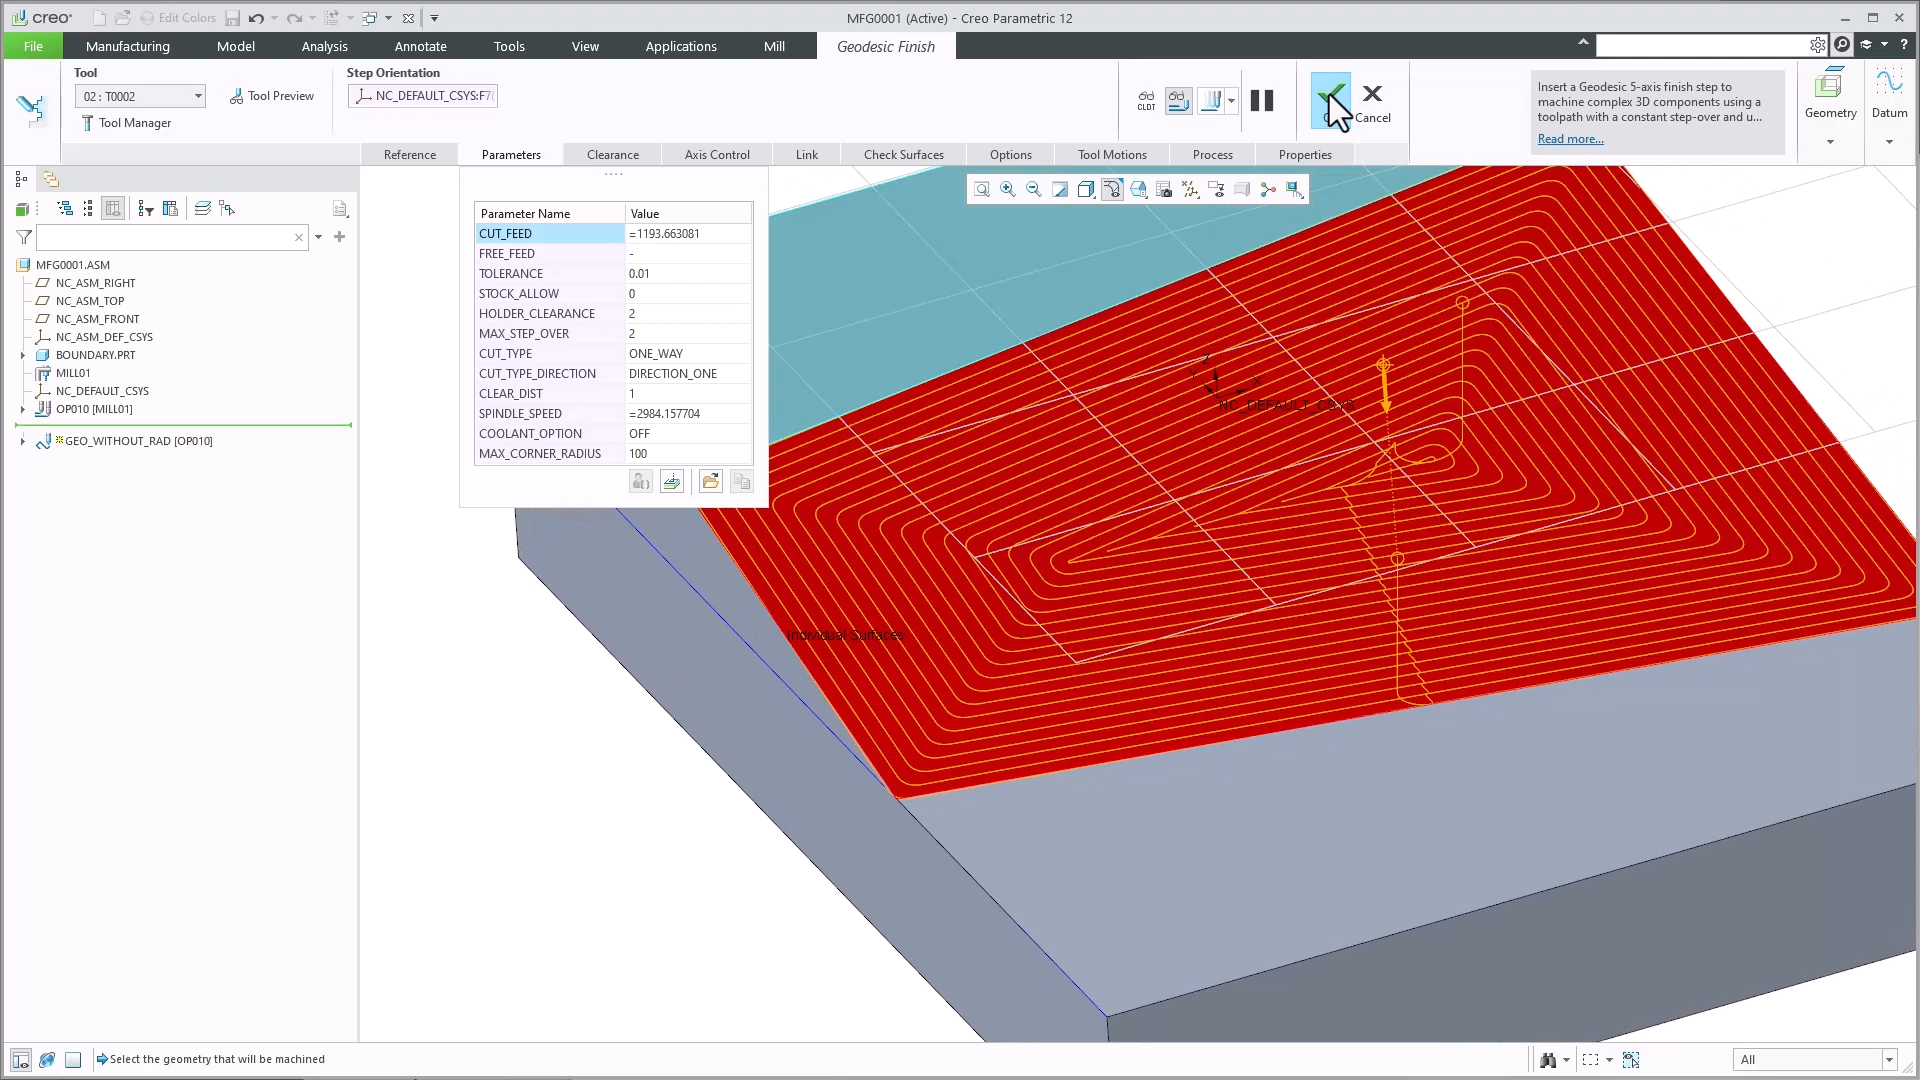 creo
Edit Colors
MFG0001 (Active) - Creo Parametric 12
File
Manufacturing
Model
Analysis
Annotate
Tools
View
Applications
Mill
Geodesic Finish
Tool
02 : T0002
Tool Preview
Tool Manager
Step Orientation
NC_DEFAULT_CSYS:F7(
CLDT
Cancel
Insert a Geodesic 5-axis finish step to
machine complex 3D components using a
toolpath with a constant step-over and u...
Read more...
Geometry
Datum
Reference
Parameters
Clearance
Axis Control
Link
Check Surfaces
Options
Tool Motions
Process
Properties
MFG0001.ASM
NC_ASM_RIGHT
NC_ASM_TOP
NC_ASM_FRONT
NC_ASM_DEF_CSYS
BOUNDARY.PRT
MILL01
NC_DEFAULT_CSYS
OP010 [MILL01]
GEO_WITHOUT_RAD [OP010]
Parameter Name Value
CUT_FEED =1193.663081
FREE_FEED -
TOLERANCE 0.01
STOCK_ALLOW 0
HOLDER_CLEARANCE 2
MAX_STEP_OVER 2
CUT_TYPE ONE_WAY
CUT_TYPE_DIRECTION DIRECTION_ONE
CLEAR_DIST 1
SPINDLE_SPEED =2984.157704
COOLANT_OPTION OFF
MAX_CORNER_RADIUS 100
Z
X
NC_DEFAULT_CSYS
Individual Surfaces
Select the geometry that will be machined
All